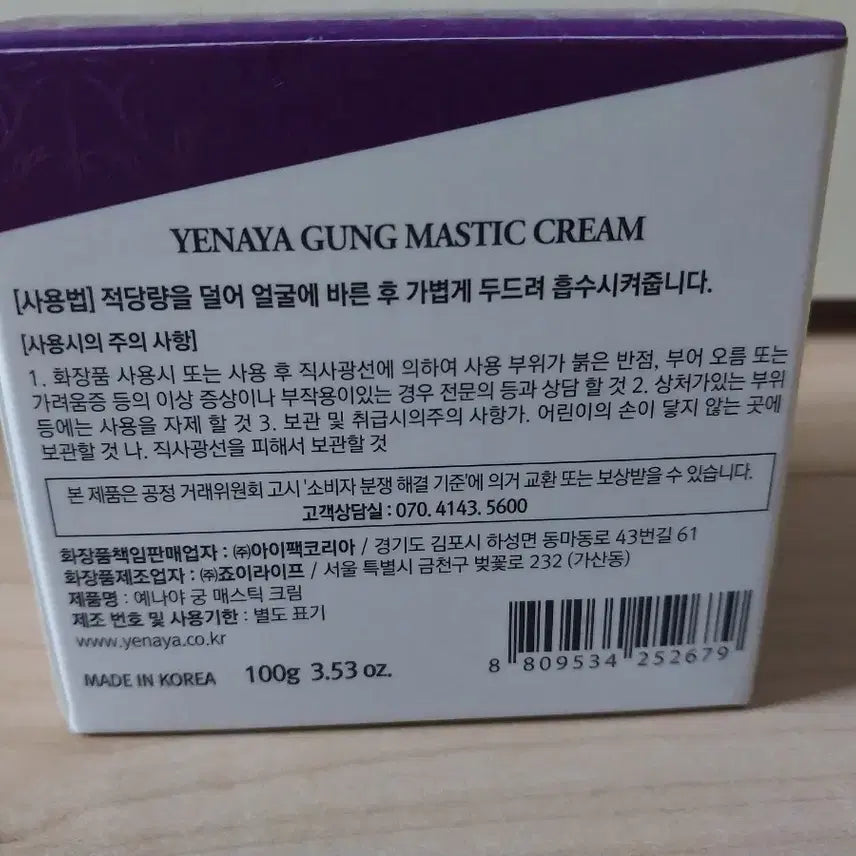 YENAYA GUNG MASTIC CREAM
[사용법] 적당량을 덜어 얼굴에 바른 후 가볍게 두드려 흡수시켜줍니다.
[사용시의 주의 사항]
1. 화장품 사용시 또는 사용 후 직사광선에 의하여 사용 부위가 붉은 반점, 부어 오름 또는
가려움증 등의 이상 증상이나 부작용이있는 경우 전문의 등과 상담 할 것 2. 상처가있는 부위
등에는 사용을 자제 할 것 3. 보관 및 취급시의주의 사항가. 어린이의 손이 닿지 않는 곳에
보관할 것 나. 직사광선을 피해서 보관할 것
본 제품은 공정 거래위원회 고시 '소비자 분쟁 해결 기준'에 의거 교환 또는 보상받을 수 있습니다.
고객상담실 : 070. 4143. 5600
화장품책임판매업자 : ㈜아이팩코리아 / 경기도 김포시 하성면 동마동로 43번길 61
화장품제조업자 : ㈜죠이라이프 / 서울 특별시 금천구 벚꽃로 232 (가산동)
제품명 : 예나야 궁 매스틱 크림
제조 번호 및 사용기한 : 별도 표기
www.yenaya.co.kr
MADE IN KOREA 100g 3.53 oz.
8 809534 252679